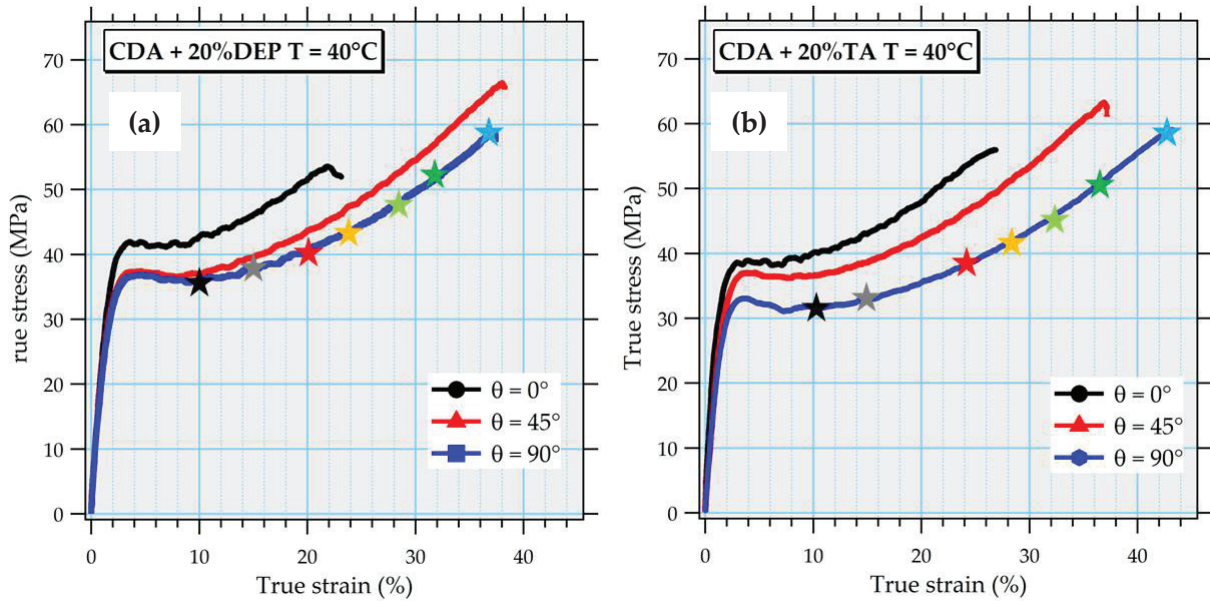 CDA + 20%DEP T = 40°C
(a)
rue stress (MPa)
70
60
50
40
30
20
10
0
θ = 0°
θ = 45°
θ = 90°
0 10 20 30 40
True strain (%)
CDA + 20%TA T = 40°C
(b)
True stress (MPa)
70
60
50
40
30
20
10
0
θ = 0°
θ = 45°
θ = 90°
0 10 20 30 40
True strain (%)